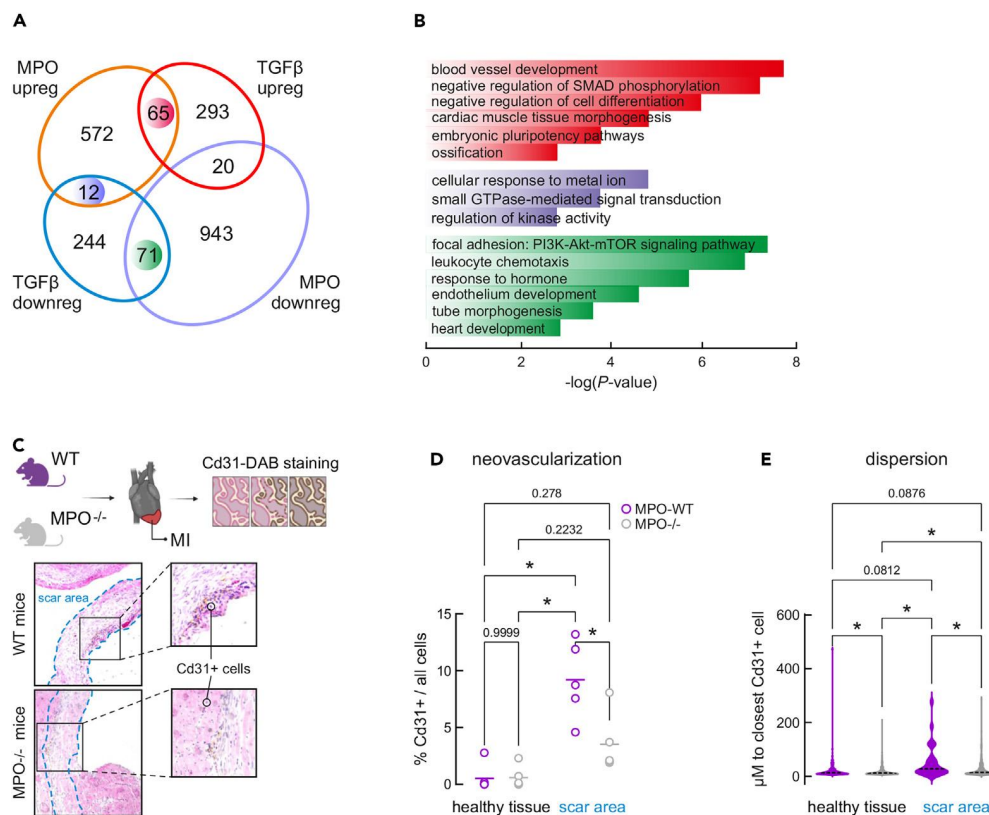 A
MPO
upreg
TGFβ
upreg
572
65
293
20
12
244
71
943
TGFβ
downreg
MPO
downreg
B
blood vessel development
negative regulation of SMAD phosphorylation
negative regulation of cell differentiation
cardiac muscle tissue morphogenesis
embryonic pluripotency pathways
ossification
cellular response to metal ion
small GTPase-mediated signal transduction
regulation of kinase activity
focal adhesion: PI3K-Akt-mTOR signaling pathway
leukocyte chemotaxis
response to hormone
endothelium development
tube morphogenesis
heart development
0 2 4 6 8
-log(P-value)
C
WT
MPO-/-
MI
Cd31-DAB staining
WT mice
scar area
Cd31+ cells
MPO-/- mice
D neovascularization
0.278
MPO-WT
MPO-/-
0.2232
*
*
0.9999
*
% Cd31+ / all cells
15
10
5
0
healthy tissue scar area
E dispersion
0.0876
*
0.0812
*
*
*
µM to closest Cd31+ cell
600
400
200
0
healthy tissue scar area